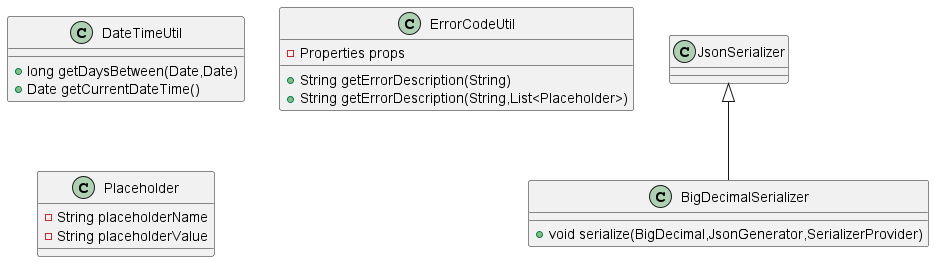 C DateTimeUtil
long getDaysBetween(Date,Date)
Date getCurrentDateTime()
C ErrorCodeUtil
Properties props
String getErrorDescription(String)
String getErrorDescription(String,List<Placeholder>)
C JsonSerializer
C Placeholder
String placeholderName
String placeholderValue
C BigDecimalSerializer
void serialize(BigDecimal,JsonGenerator,SerializerProvider)